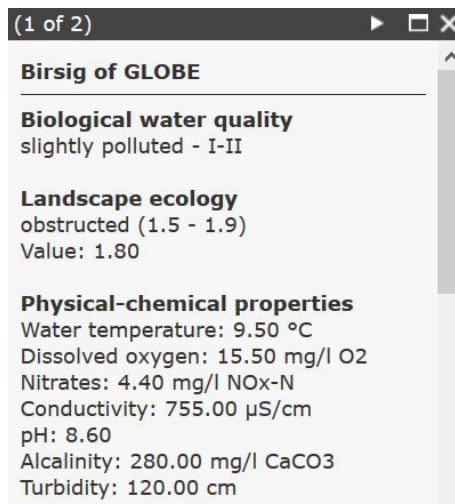 (1 of 2)
Birsig of GLOBE
Biological water quality
slightly polluted - I-II
Landscape ecology
obstructed (1.5 - 1.9)
Value: 1.80
Physical-chemical properties
Water temperature: 9.50 °C
Dissolved oxygen: 15.50 mg/l O2
Nitrates: 4.40 mg/l NOx-N
Conductivity: 755.00 µS/cm
pH: 8.60
Alcalinity: 280.00 mg/l CaCO3
Turbidity: 120.00 cm